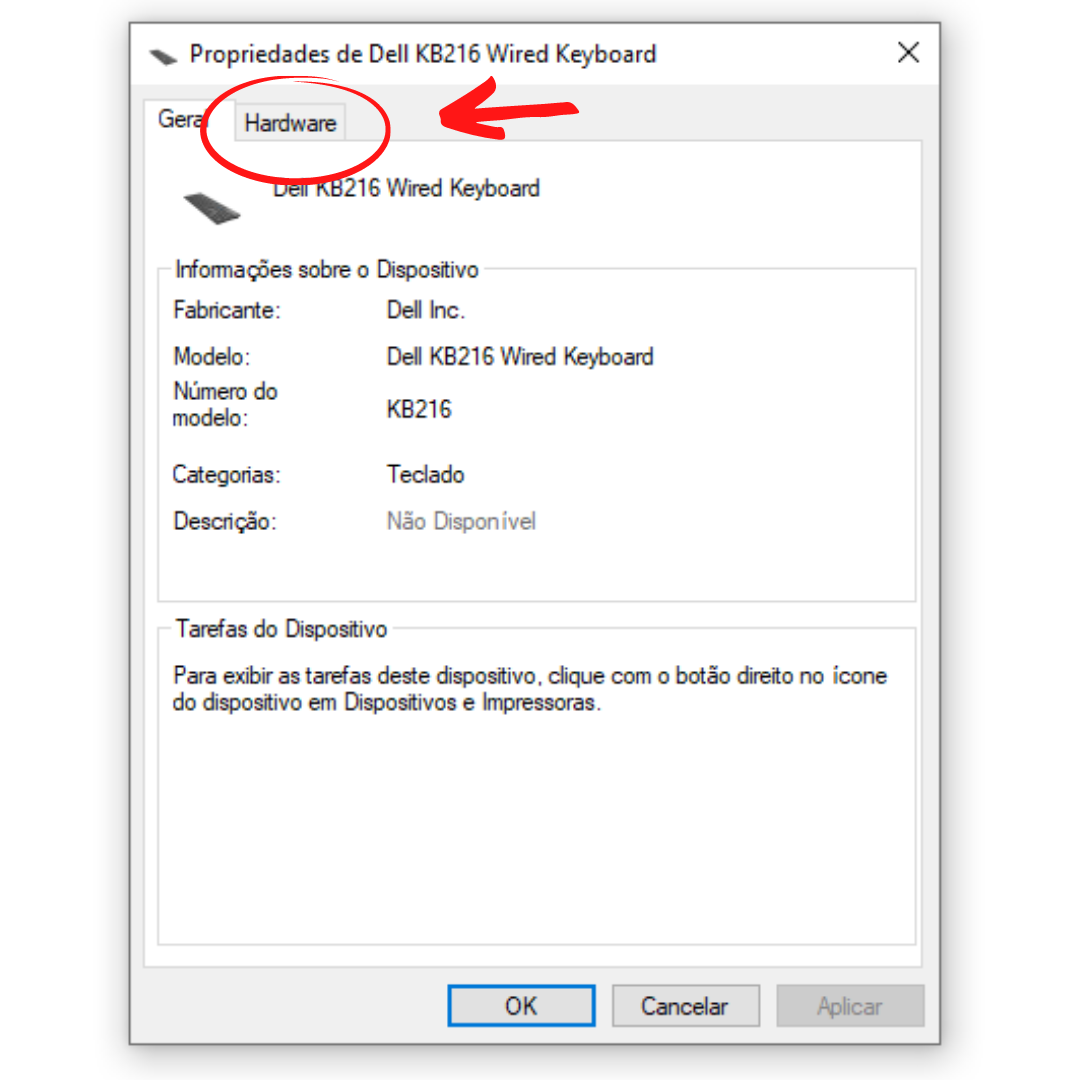 Propriedades de Dell KB216 Wired Keyboard
Geral Hardware
Dell KB216 Wired Keyboard
Informações sobre o Dispositivo
Fabricante: Dell Inc.
Modelo: Dell KB216 Wired Keyboard
Número do
modelo: KB216
Categorias: Teclado
Descrição: Não Disponível
Tarefas do Dispositivo
Para exibir as tarefas deste dispositivo, clique com o botão direito no ícone
do dispositivo em Dispositivos e Impressoras.
OK Cancelar Aplicar